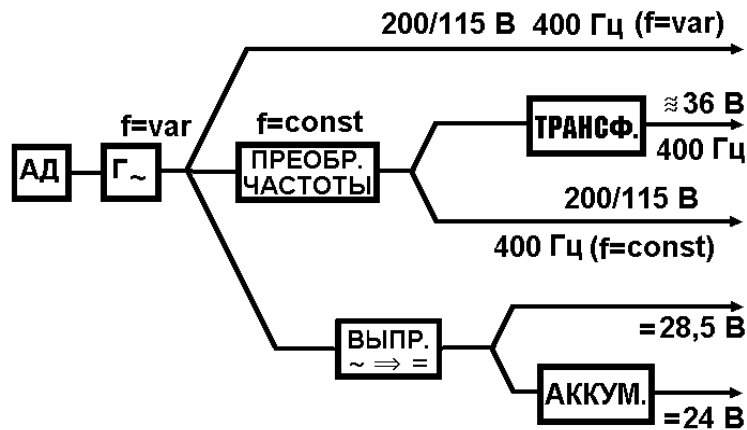 200/115 В 400 Гц (f=var)
f=var
f=const
≋36 В
ТРАНСФ.
400 Гц
АД
Г~
ПРЕОБР.
ЧАСТОТЫ
200/115 В
400 Гц (f=const)
=28,5 В
ВЫПР.
~ ⇒ =
АККУМ.
=24 В